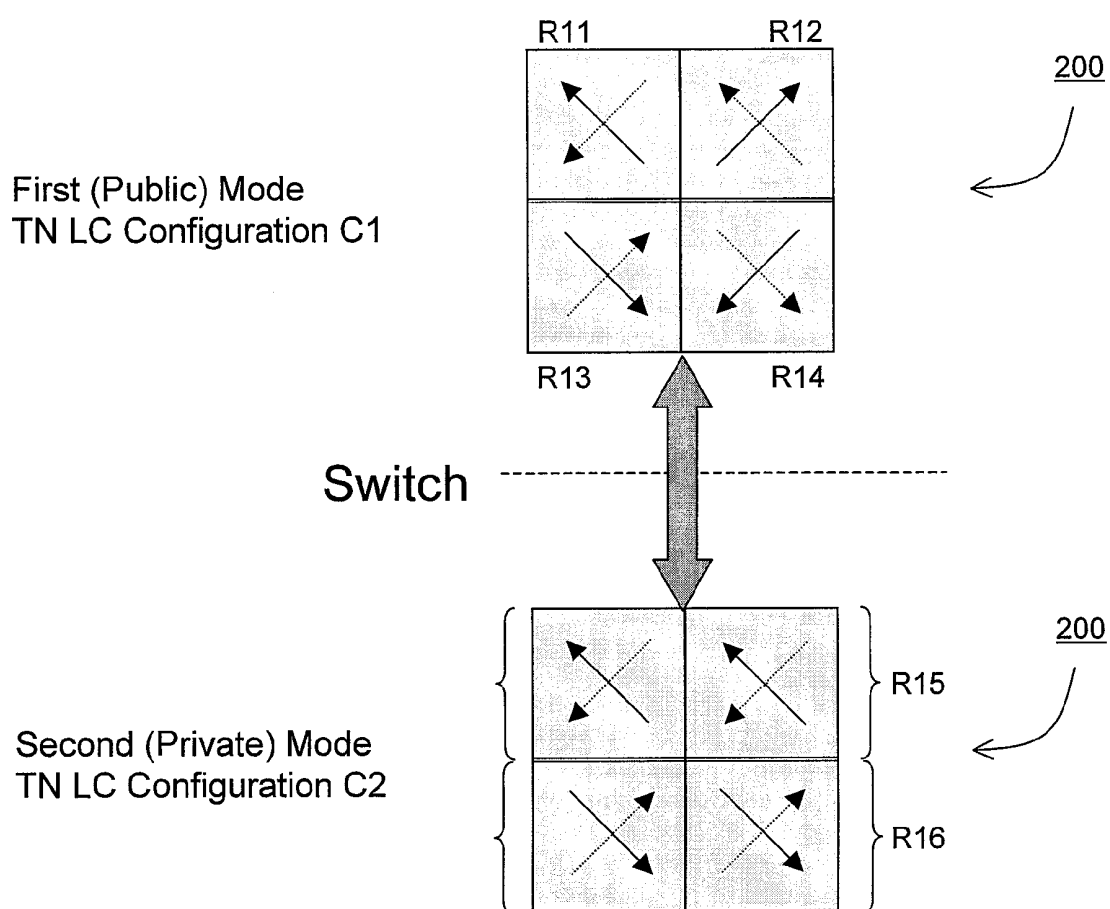 R11 R12
200
First (Public) Mode
TN LC Configuration C1
R13 R14
Switch
200
R15
Second (Private) Mode
TN LC Configuration C2
R16